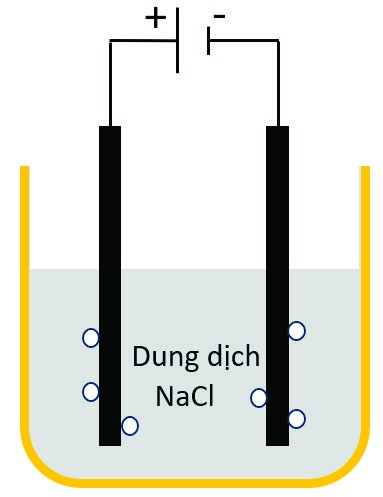 + -
Dung dịch
NaCl